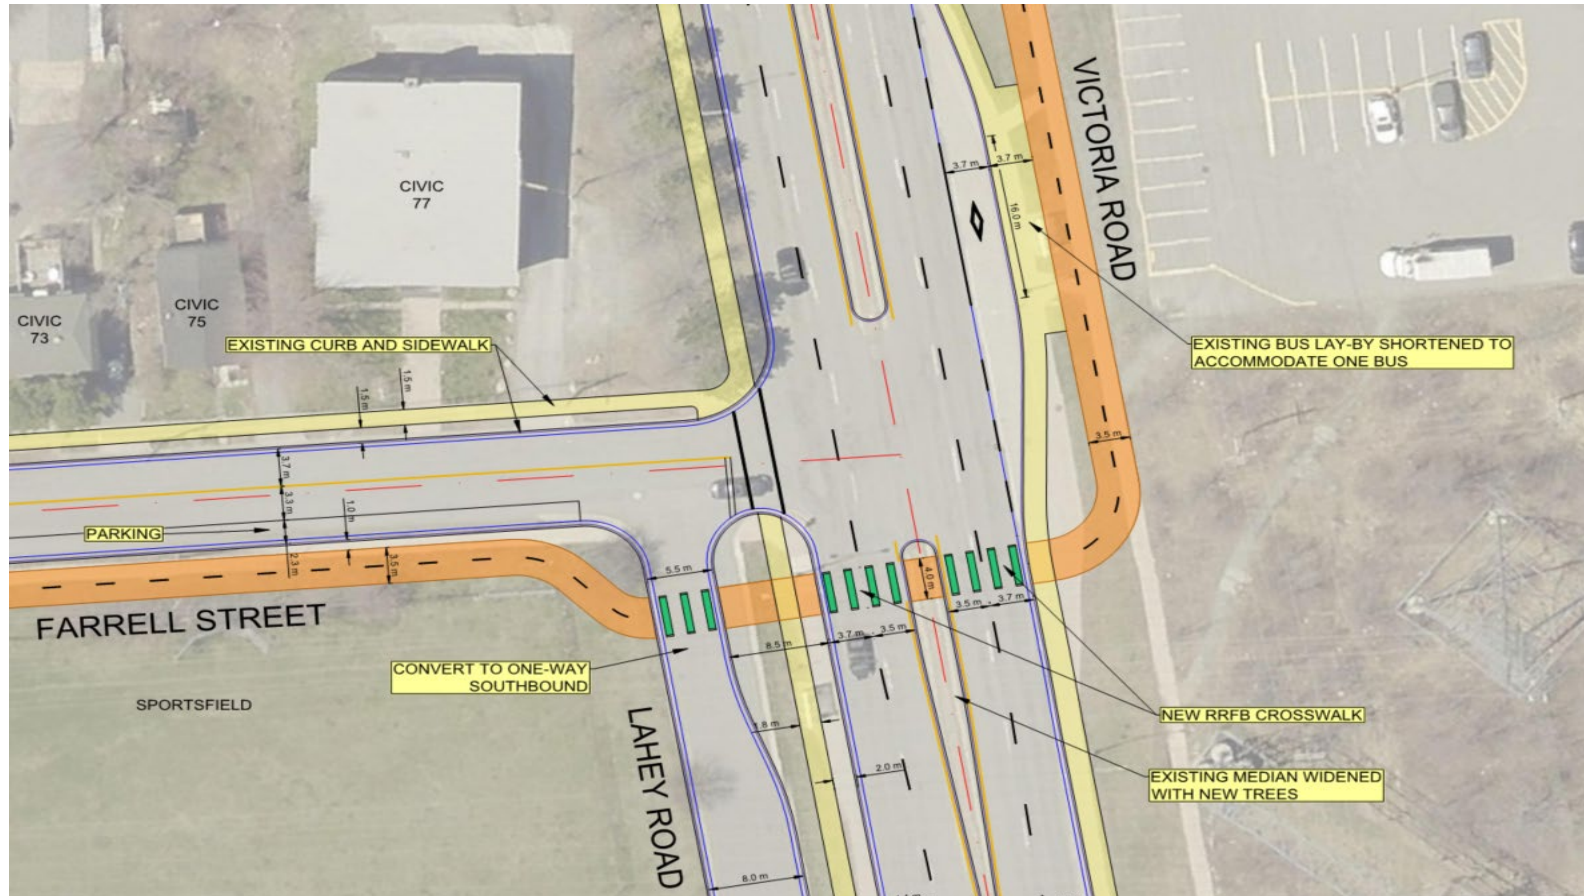 VICTORIA ROAD
CIVIC
77
CIVIC
75
CIVIC
73
3.7 m
3.7 m
16.0 m
EXISTING CURB AND SIDEWALK
EXISTING BUS LAY-BY SHORTENED TO
ACCOMMODATE ONE BUS
1.5 m
1.5 m
3.5 m
3.7 m
3.3 m
1.0 m
PARKING
2.3 m
3.5 m
5.5 m
4.0 m
3.5 m
3.7 m
FARRELL STREET
8.5 m
3.7 m
3.5 m
CONVERT TO ONE-WAY
SOUTHBOUND
SPORTSFIELD
LAHEY ROAD
1.8 m
NEW RRFB CROSSWALK
2.0 m
EXISTING MEDIAN WIDENED
WITH NEW TREES
8.0 m